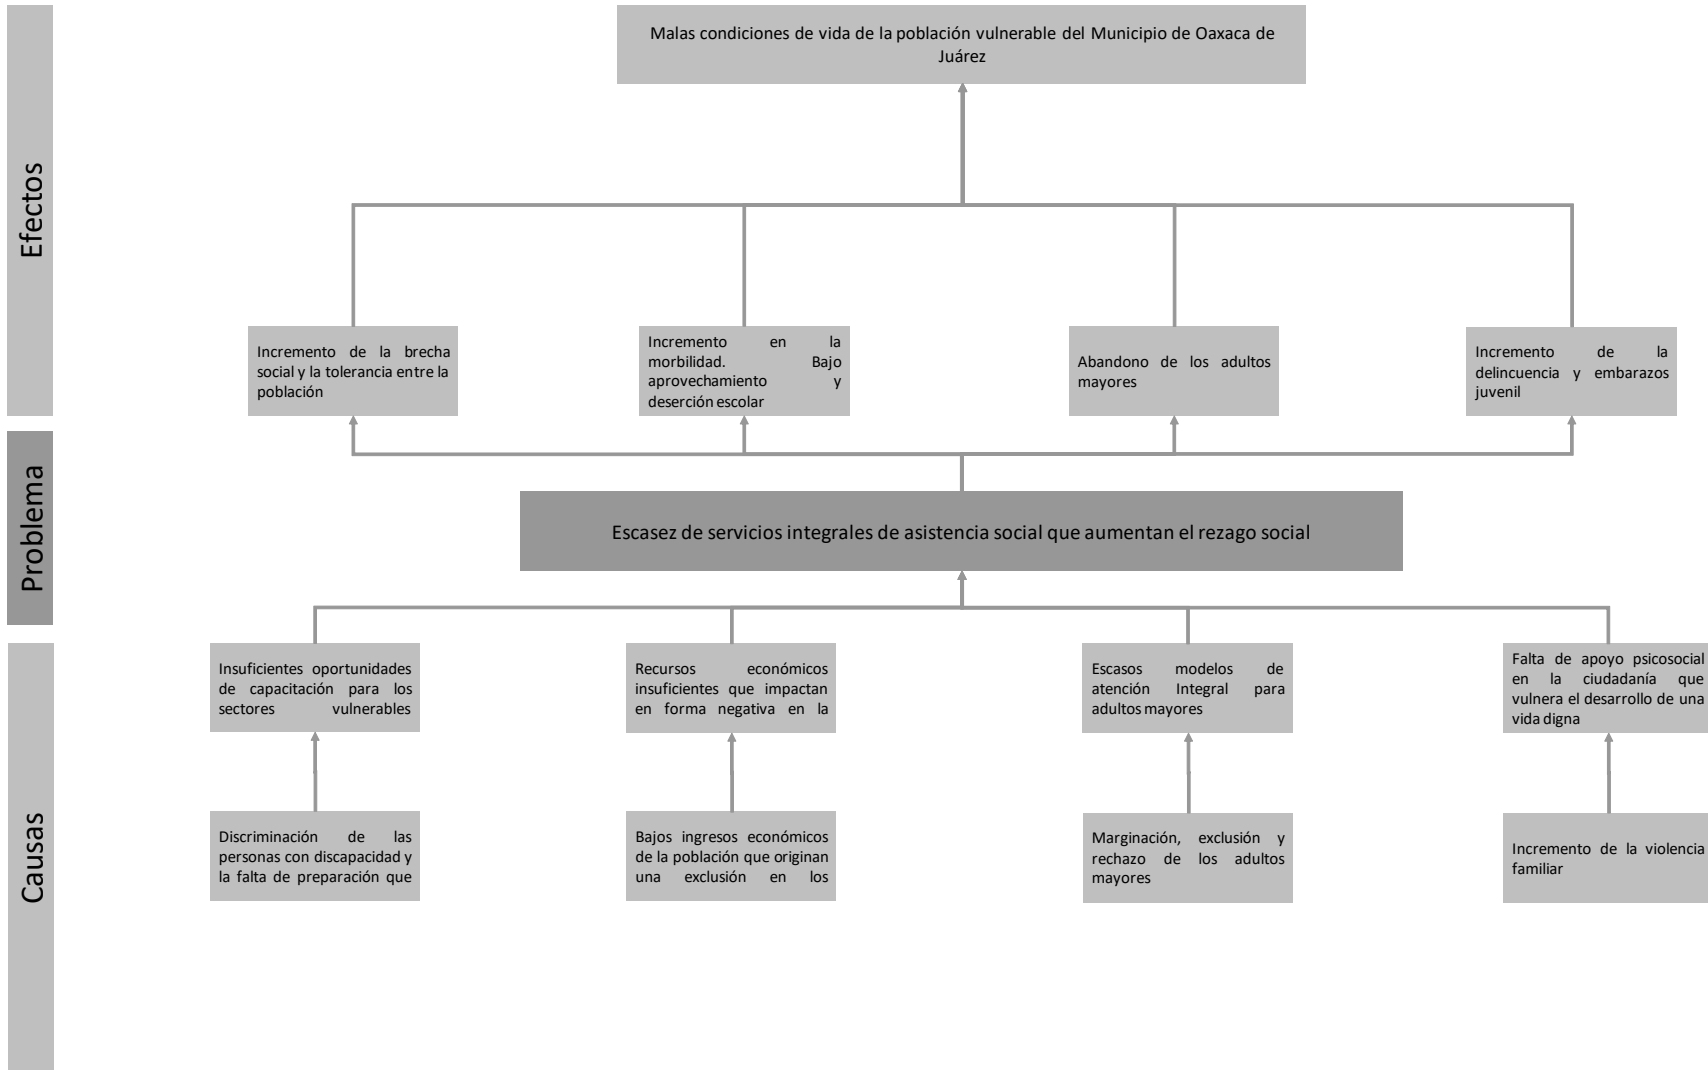 Efectos
Malas condiciones de vida de la población vulnerable del Municipio de Oaxaca de
Juárez
Incremento de la brecha
social y la tolerancia entre la
población
Incremento en la
morbilidad. Bajo
aprovechamiento y
deserción escolar
Abandono de los adultos
mayores
Incremento de la
delincuencia y embarazos
juvenil
Problema
Escasez de servicios integrales de asistencia social que aumentan el rezago social
Causas
Insuficientes oportunidades
de capacitación para los
sectores vulnerables
Recursos económicos
insuficientes que impactan
en forma negativa en la
Escasos modelos de
atención Integral para
adultos mayores
Falta de apoyo psicosocial
en la ciudadanía que
vulnera el desarrollo de una
vida digna
Discriminación de las
personas con discapacidad y
la falta de preparación que
Bajos ingresos económicos
de la población que originan
una exclusión en los
Marginación, exclusión y
rechazo de los adultos
mayores
Incremento de la violencia
familiar